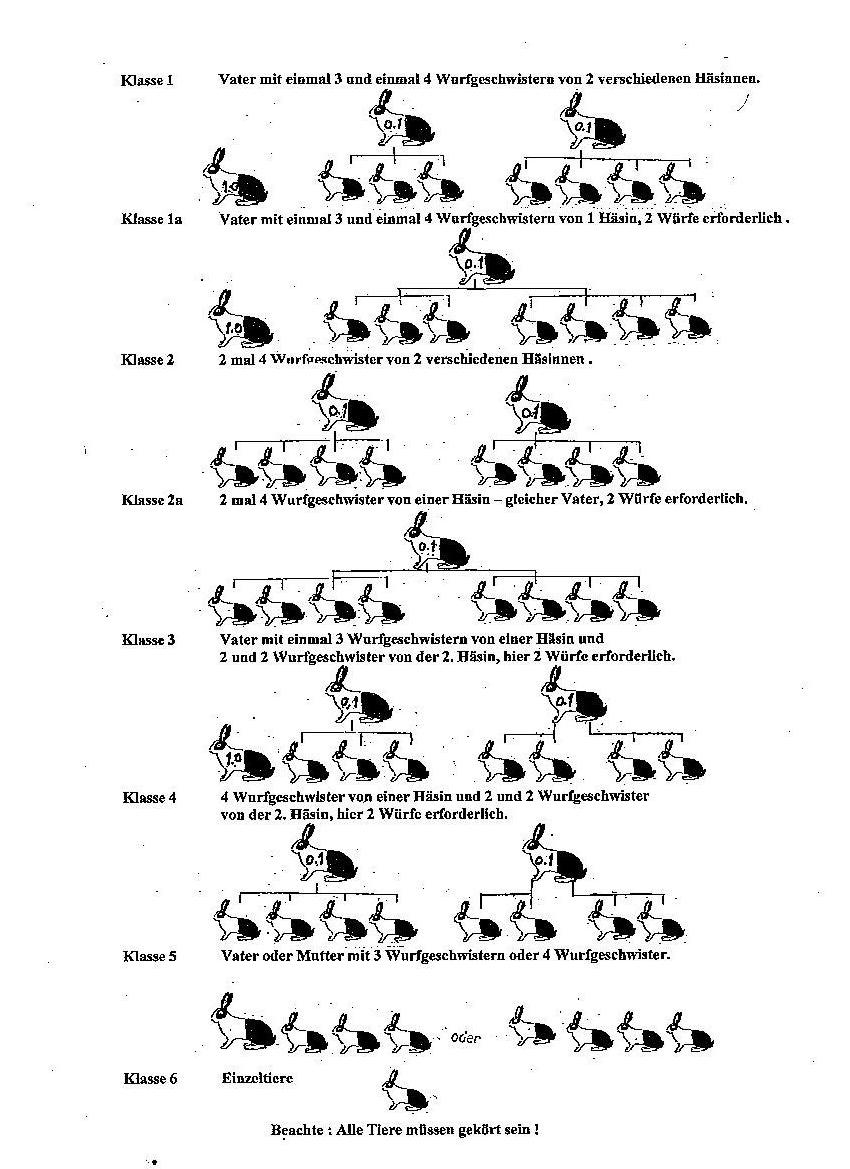 Klasse 1 Vater mit einmal 3 und einmal 4 Wurfgeschwistern von 2 verschiedenen Häsinnen.
0.1 0.1
1.0
Klasse 1a Vater mit einmal 3 und einmal 4 Wurfgeschwistern von 1 Häsin, 2 Würfe erforderlich .
0.1
1.0
Klasse 2 2 mal 4 Wurfgeschwister von 2 verschiedenen Häsinnen .
0.1 0.1
Klasse 2a 2 mal 4 Wurfgeschwister von einer Häsin – gleicher Vater, 2 Würfe erforderlich.
0.1
Klasse 3 Vater mit einmal 3 Wurfgeschwistern von einer Häsin und
2 und 2 Wurfgeschwister von der 2. Häsin, hier 2 Würfe erforderlich.
0.1 0.1
1.0
Klasse 4 4 Wurfgeschwister von einer Häsin und 2 und 2 Wurfgeschwister
von der 2. Häsin, hier 2 Würfe erforderlich.
0.1 0.1
Klasse 5 Vater oder Mutter mit 3 Wurfgeschwistern oder 4 Wurfgeschwister.
oder
Klasse 6 Einzeltiere
Beachte : Alle Tiere müssen gekört sein !